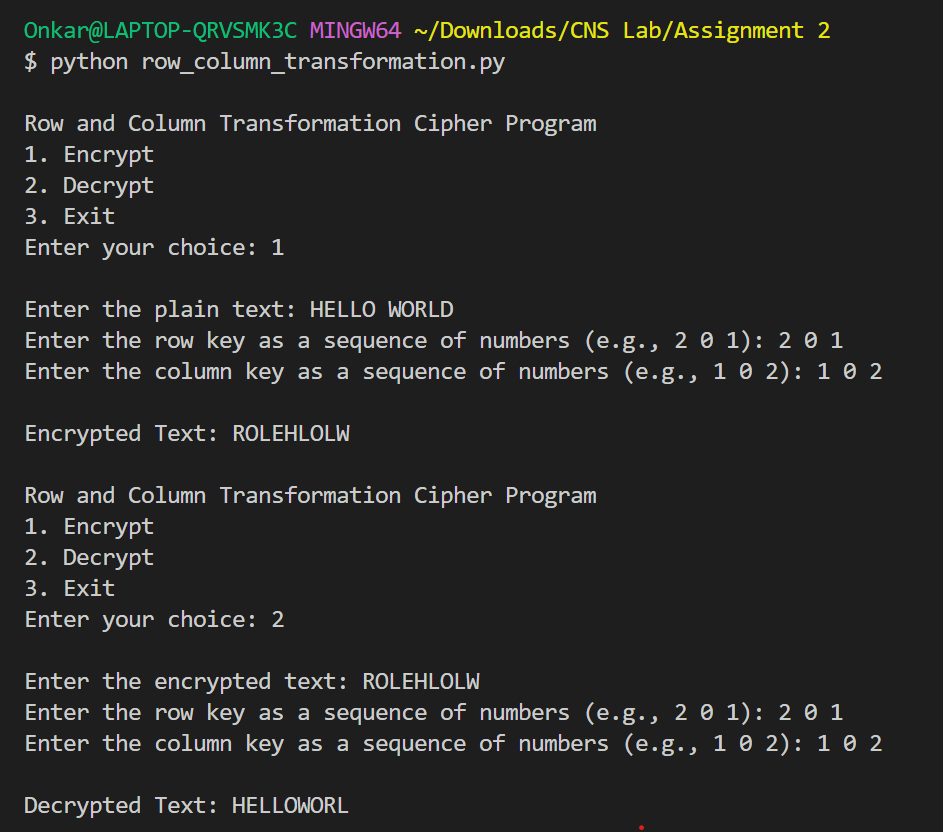 Onkar@LAPTOP-QRVSMK3C MINGW64 ~/Downloads/CNS Lab/Assignment 2
$ python row_column_transformation.py
Row and Column Transformation Cipher Program
1. Encrypt
2. Decrypt
3. Exit
Enter your choice: 1
Enter the plain text: HELLO WORLD
Enter the row key as a sequence of numbers (e.g., 2 0 1): 2 0 1
Enter the column key as a sequence of numbers (e.g., 1 0 2): 1 0 2
Encrypted Text: ROLEHLOLW
Row and Column Transformation Cipher Program
1. Encrypt
2. Decrypt
3. Exit
Enter your choice: 2
Enter the encrypted text: ROLEHLOLW
Enter the row key as a sequence of numbers (e.g., 2 0 1): 2 0 1
Enter the column key as a sequence of numbers (e.g., 1 0 2): 1 0 2
Decrypted Text: HELLOWORL